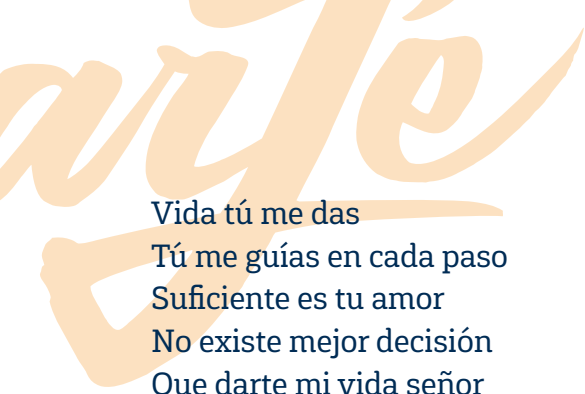 arte
Vida tú me das
Tú me guías en cada paso
Suficiente es tu amor
No existe mejor decisión
Que darte mi vida señor